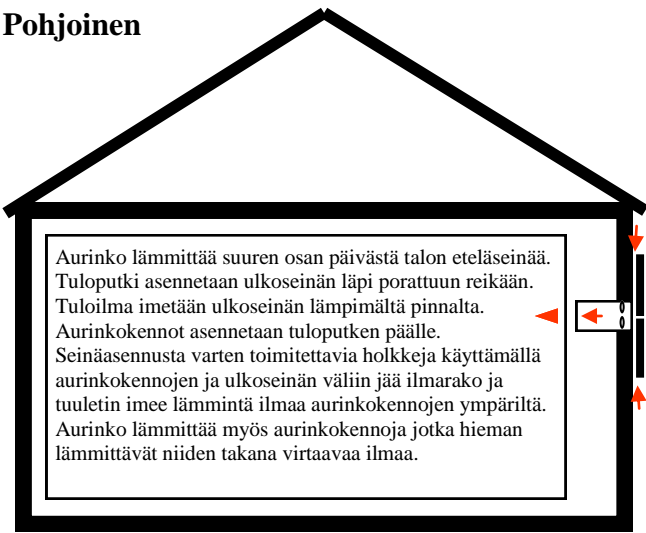 Pohjoinen
Aurinko lämmittää suuren osan päivästä talon eteläseinää.
Tuloputki asennetaan ulkoseinän läpi porattuun reikään.
Tuloilma imetään ulkoseinän lämpimältä pinnalta.
Aurinkokennot asennetaan tuloputken päälle.
Seinäasennusta varten toimitettavia holkkeja käyttämällä
aurinkokennojen ja ulkoseinän väliin jää ilmarako ja
tuuletin imee lämmintä ilmaa aurinkokennojen ympäriltä.
Aurinko lämmittää myös aurinkokennoja jotka hieman
lämmittävät niiden takana virtaavaa ilmaa.